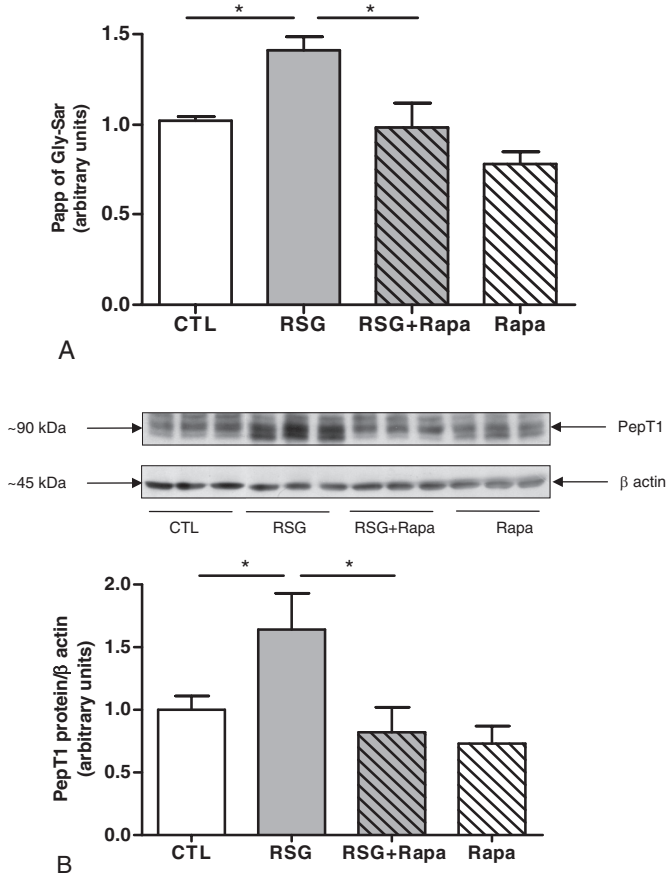 * *
1.5
1.0
0.5
0.0
Papp of Gly-Sar
(arbitrary units)
CTL RSG RSG+Rapa Rapa
A
~90 kDa PepT1
~45 kDa β actin
CTL RSG RSG+Rapa Rapa
* *
2.0
1.5
1.0
0.5
0.0
PepT1 protein/β actin
(arbitrary units)
CTL RSG RSG+Rapa Rapa
B